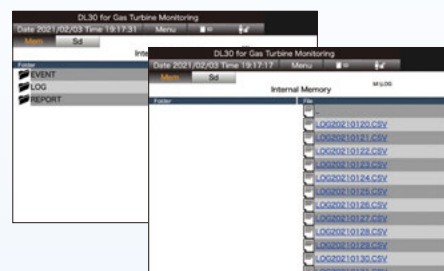 DL30 for Gas Turbine Monitoring
Date 2021/02/03 Time 19:17:31 Menu
Mem Sd
Folder
EVENT
LOG
REPORT
DL30 for Gas Turbine Monitoring
Date 2021/02/03 Time 19:17:17 Menu
Mem Sd
Internal Memory
Folder File
..
LOG20210120.CSV
LOG20210121.CSV
LOG20210122.CSV
LOG20210123.CSV
LOG20210124.CSV
LOG20210125.CSV
LOG20210126.CSV
LOG20210127.CSV
LOG20210128.CSV
LOG20210129.CSV
LOG20210130.CSV